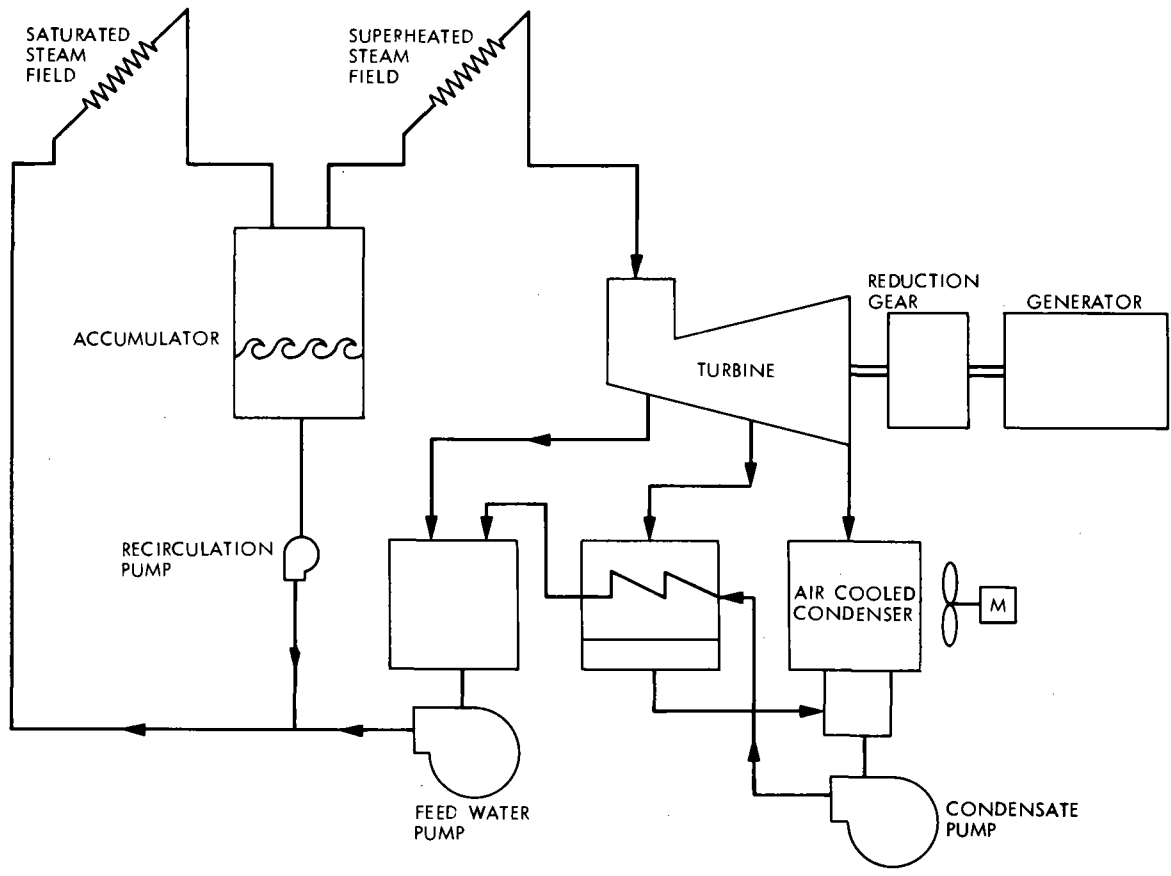 SATURATED
STEAM
FIELD
SUPERHEATED
STEAM
FIELD
REDUCTION
GEAR
GENERATOR
ACCUMULATOR
TURBINE
RECIRCULATION
PUMP
AIR COOLED
CONDENSER
M
FEED WATER
PUMP
CONDENSATE
PUMP